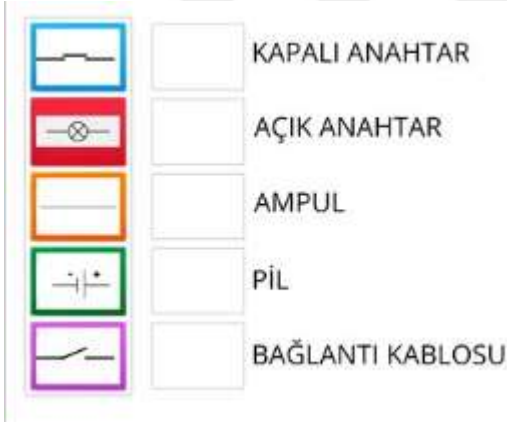 KAPALI ANAHTAR
AÇIK ANAHTAR
AMPUL
- +
PİL
BAĞLANTI KABLOSU